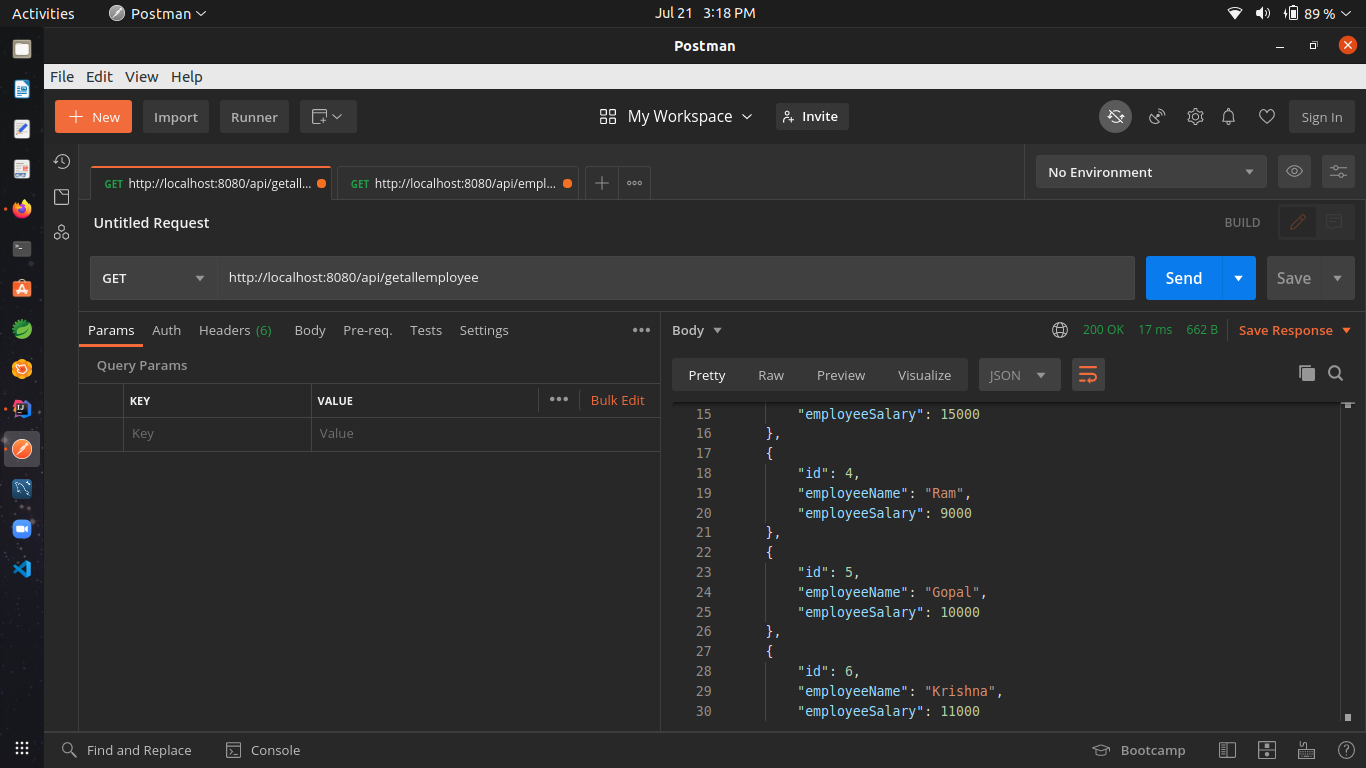 Activities Postman Jul 21 3:18 PM 89 %
Postman
File Edit View Help
New Import Runner My Workspace Invite Sign In
GET http://localhost:8080/api/getall... GET http://localhost:8080/api/empl... No Environment
Untitled Request BUILD
GET http://localhost:8080/api/getallemployee Send Save
Params Auth Headers (6) Body Pre-req. Tests Settings
Query Params
KEY VALUE Bulk Edit
Key Value
Body 200 OK 17 ms 662 B Save Response
Pretty Raw Preview Visualize JSON
15 "employeeSalary": 15000
16 },
17 {
18 "id": 4,
19 "employeeName": "Ram",
20 "employeeSalary": 9000
21 },
22 {
23 "id": 5,
24 "employeeName": "Gopal",
25 "employeeSalary": 10000
26 },
27 {
28 "id": 6,
29 "employeeName": "Krishna",
30 "employeeSalary": 11000
Find and Replace Console Bootcamp